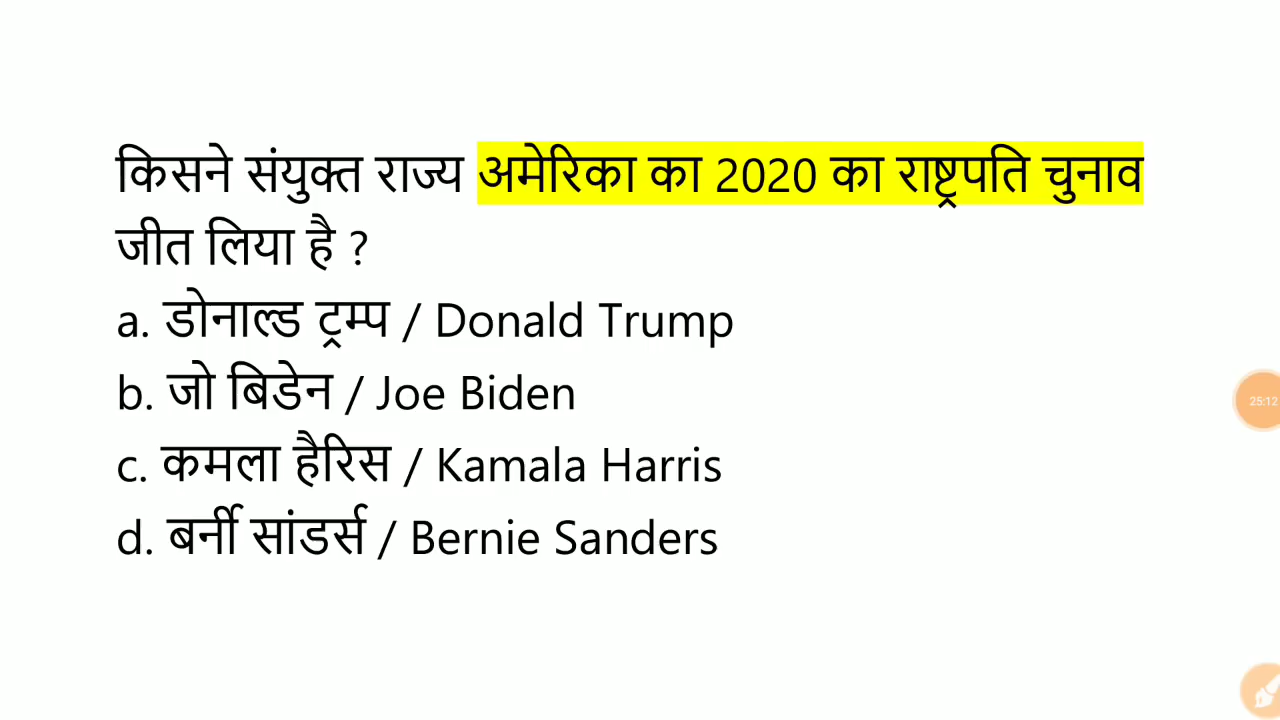 किसने संयुक्त राज्य अमेरिका का 2020 का राष्ट्रपति चुनाव
जीत लिया है ?
a. डोनाल्ड ट्रम्प / Donald Trump
b. जो बिडेन / Joe Biden
c. कमला हैरिस / Kamala Harris
d. बर्नी सांडर्स / Bernie Sanders
25:12